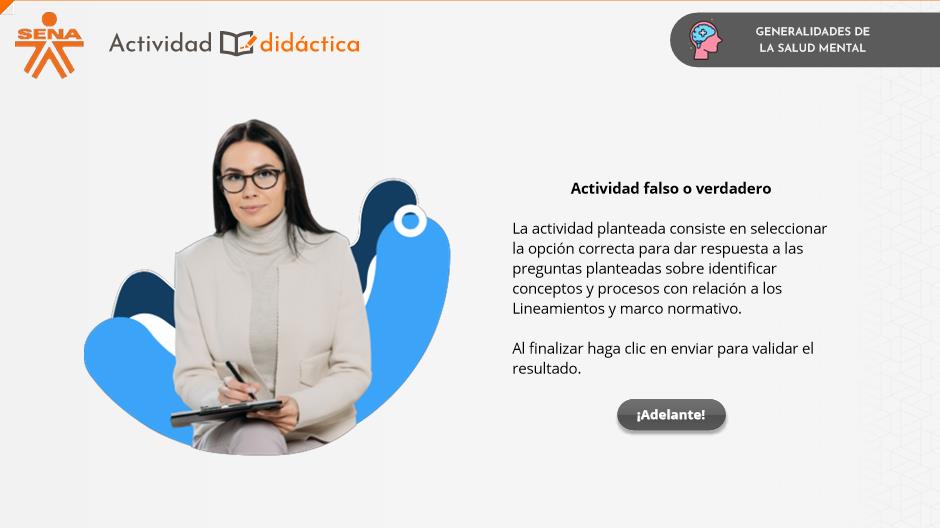 SENA
Actividad didáctica
GENERALIDADES DE
LA SALUD MENTAL
Actividad falso o verdadero
La actividad planteada consiste en seleccionar
la opción correcta para dar respuesta a las
preguntas planteadas sobre identificar
conceptos y procesos con relación a los
Lineamientos y marco normativo.
Al finalizar haga clic en enviar para validar el
resultado.
¡Adelante!